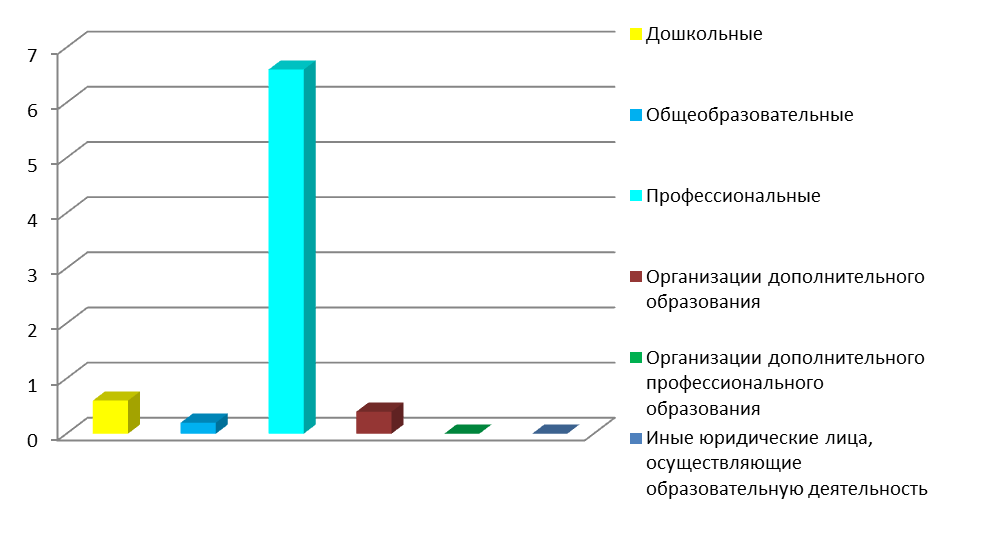 7
6
5
4
3
2
1
0
Дошкольные
Общеобразовательные
Профессиональные
Организации дополнительного
образования
Организации дополнительного
профессионального
образования
Иные юридические лица,
осуществляющие
образовательную деятельность